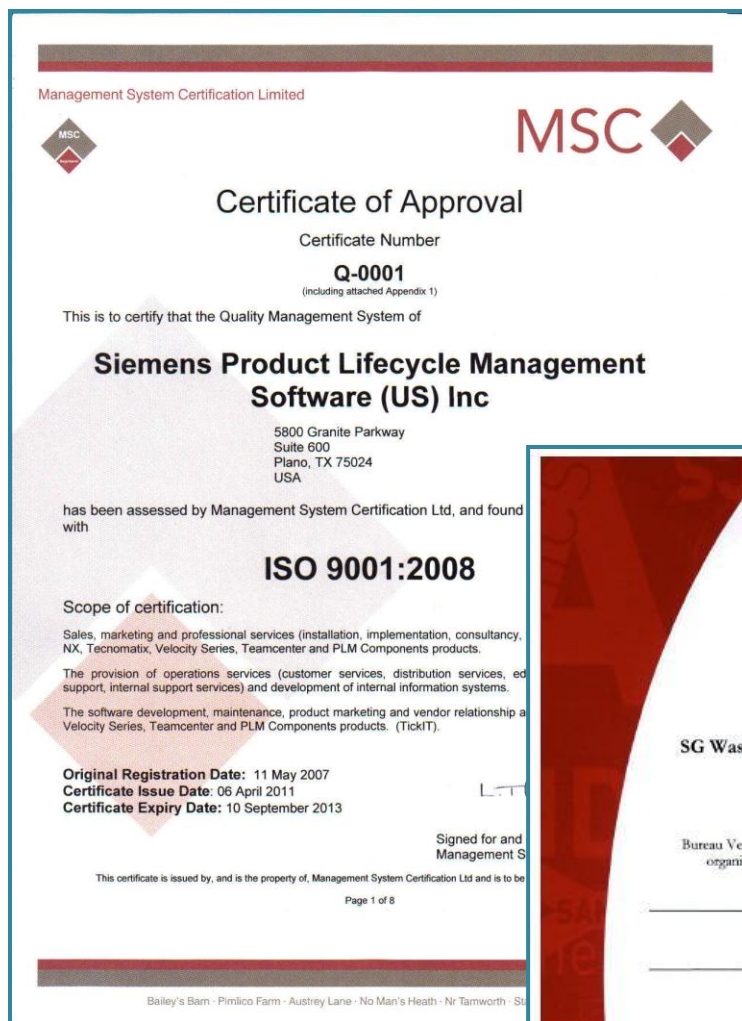 Management System Certification Limited
MSC
MSC
Certificate of Approval
Certificate Number
Q-0001
(including attached Appendix 1)
This is to certify that the Quality Management System of
Siemens Product Lifecycle Management
Software (US) Inc
5800 Granite Parkway
Suite 600
Plano, TX 75024
USA
has been assessed by Management System Certification Ltd, and found
with
ISO 9001:2008
Scope of certification:
Sales, marketing and professional services (installation, implementation, consultancy,
NX, Tecnomatix, Velocity Series, Teamcenter and PLM Components products.
The provision of operations services (customer services, distribution services, ed
support, internal support services) and development of internal information systems.
The software development, maintenance, product marketing and vendor relationship a
Velocity Series, Teamcenter and PLM Components products. (TickIT).
Original Registration Date: 11 May 2007
Certificate Issue Date: 06 April 2011
Certificate Expiry Date: 10 September 2013
Signed for and
Management S
This certificate is issued by, and is the property of, Management System Certification Ltd and is to be
Page 1 of 8
Bailey's Barn · Pimlico Farm · Austrey Lane · No Man's Heath · Nr Tamworth · Sta
SG Was
Bureau Ve
organi